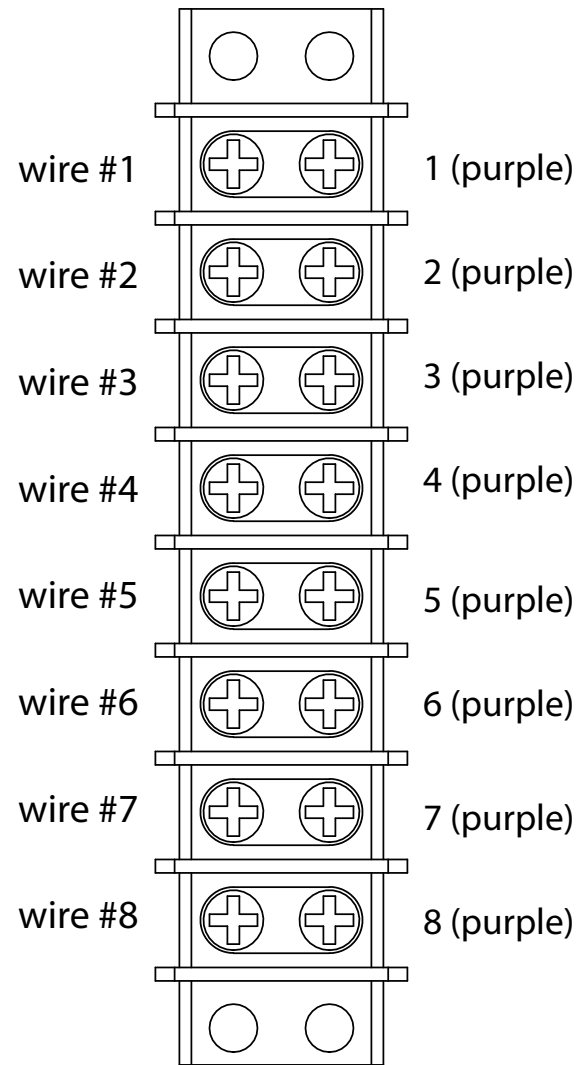 wire #1 1 (purple)
wire #2 2 (purple)
wire #3 3 (purple)
wire #4 4 (purple)
wire #5 5 (purple)
wire #6 6 (purple)
wire #7 7 (purple)
wire #8 8 (purple)